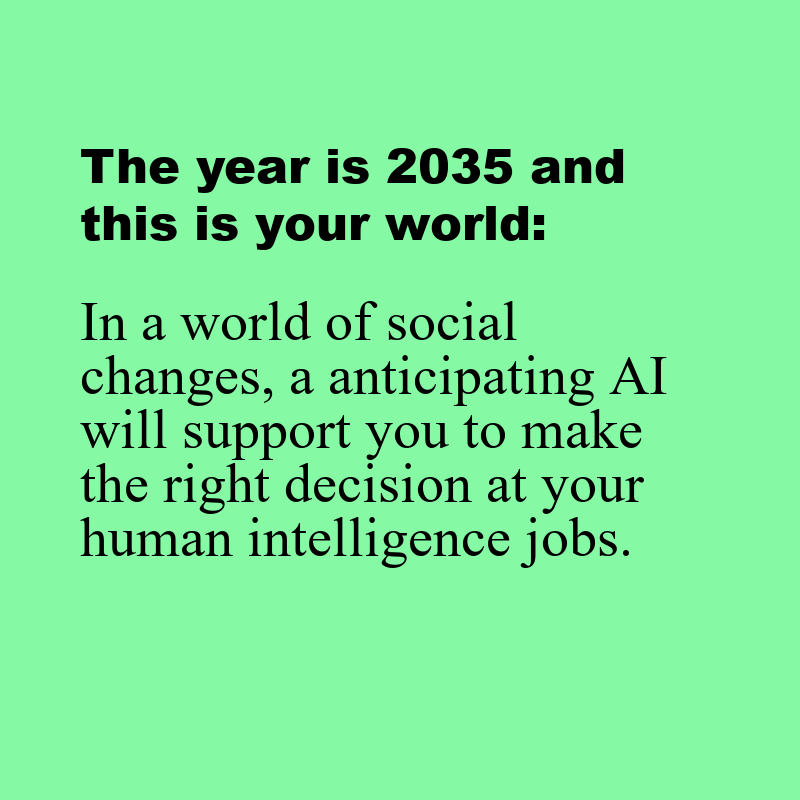 The year is 2035 and
this is your world:
In a world of social
changes, a anticipating AI
will support you to make
the right decision at your
human intelligence jobs.